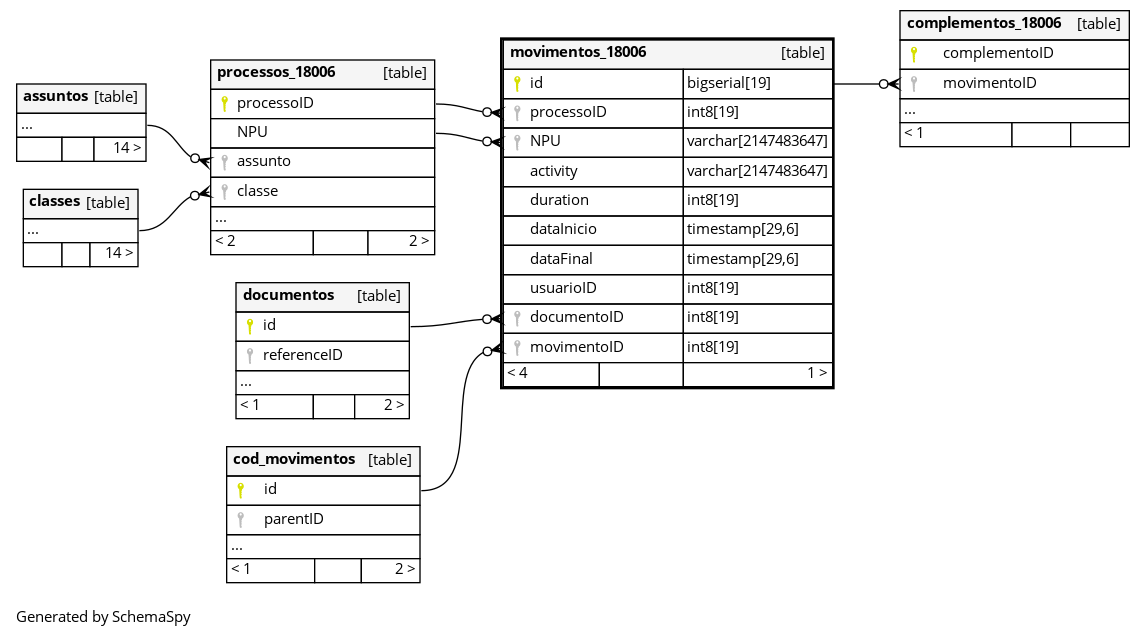 assuntos [table]
...
14 >
classes [table]
...
14 >
processos_18006 [table]
processoID
NPU
assunto
classe
...
< 2 2 >
documentos [table]
id
referenceID
...
< 1 2 >
cod_movimentos [table]
id
parentID
...
< 1 2 >
movimentos_18006 [table]
id bigserial[19]
processoID int8[19]
NPU varchar[2147483647]
activity varchar[2147483647]
duration int8[19]
dataInicio timestamp[29,6]
dataFinal timestamp[29,6]
usuarioID int8[19]
documentoID int8[19]
movimentoID int8[19]
< 4 1 >
complementos_18006 [table]
complementoID
movimentoID
...
< 1
Generated by SchemaSpy